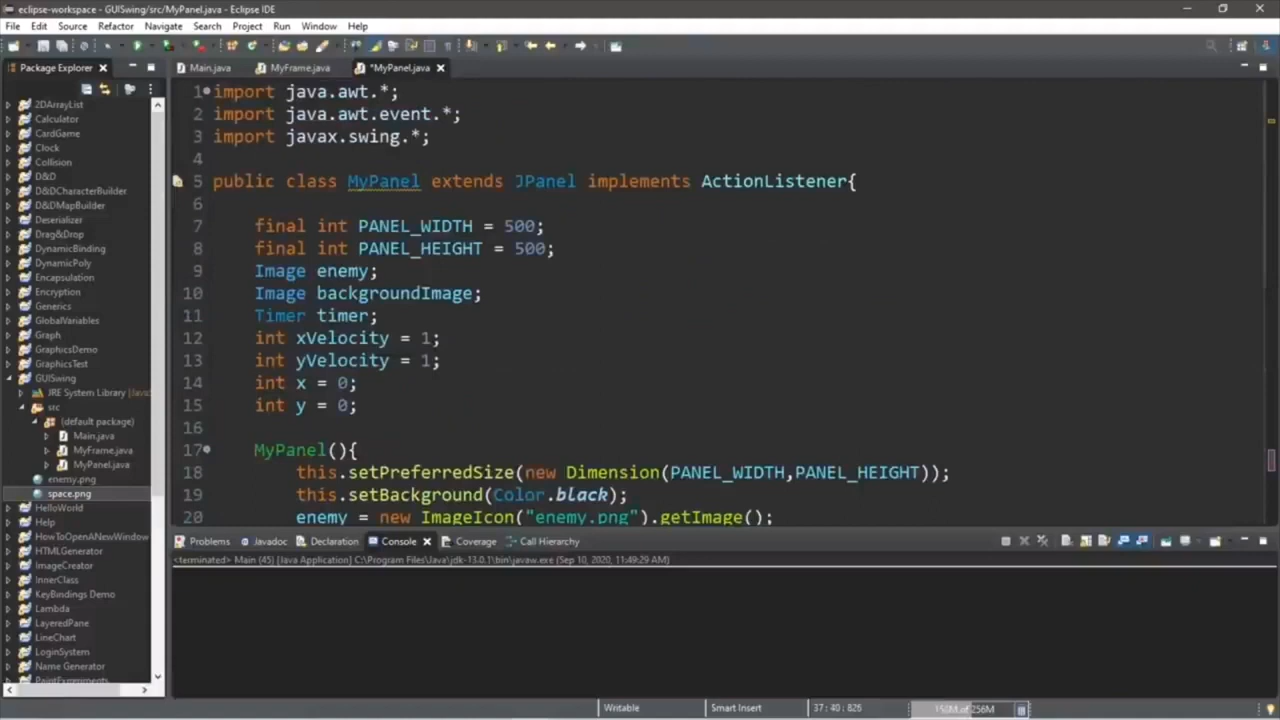 eclipse-workspace - GUISwing/src/MyPanel.java - Eclipse IDE
File Edit Source Refactor Navigate Search Project Run Window Help
Package Explorer
Main.java MyFrame.java *MyPanel.java
2DArrayList
Calculator
CardGame
Clock
Collision
D&D
D&DCharacterBuilder
D&DMapBuilder
Deserializer
Drag&Drop
DynamicBinding
DynamicPoly
Encapsulation
Encryption
Generics
GlobalVariables
Graph
GraphicsDemo
GraphicsTest
GUISwing
JRE System Library [Javas
src
(default package)
Main.java
MyFrame.java
MyPanel.java
enemy.png
space.png
HelloWorld
Help
HowToOpenANewWindow
HTMLGenerator
ImageCreator
InnerClass
KeyBindings Demo
Lambda
LayeredPane
LineChart
LoginSystem
Name Generator
PaintExperiments
1 import java.awt.*;
2 import java.awt.event.*;
3 import javax.swing.*;
4
5 public class MyPanel extends JPanel implements ActionListener{
6
7 final int PANEL_WIDTH = 500;
8 final int PANEL_HEIGHT = 500;
9 Image enemy;
10 Image backgroundImage;
11 Timer timer;
12 int xVelocity = 1;
13 int yVelocity = 1;
14 int x = 0;
15 int y = 0;
16
17 MyPanel(){
18 this.setPreferredSize(new Dimension(PANEL_WIDTH,PANEL_HEIGHT));
19 this.setBackground(Color.black);
20 enemy = new ImageIcon("enemy.png").getImage();
Problems Javadoc Declaration Console Coverage Call Hierarchy
<terminated> Main (45) [Java Application] C:\Program Files\Java\jdk-13.0.1\bin\javaw.exe (Sep 10, 2020, 11:49:29 AM)
Writable Smart Insert 37 : 40 : 826 of 256M